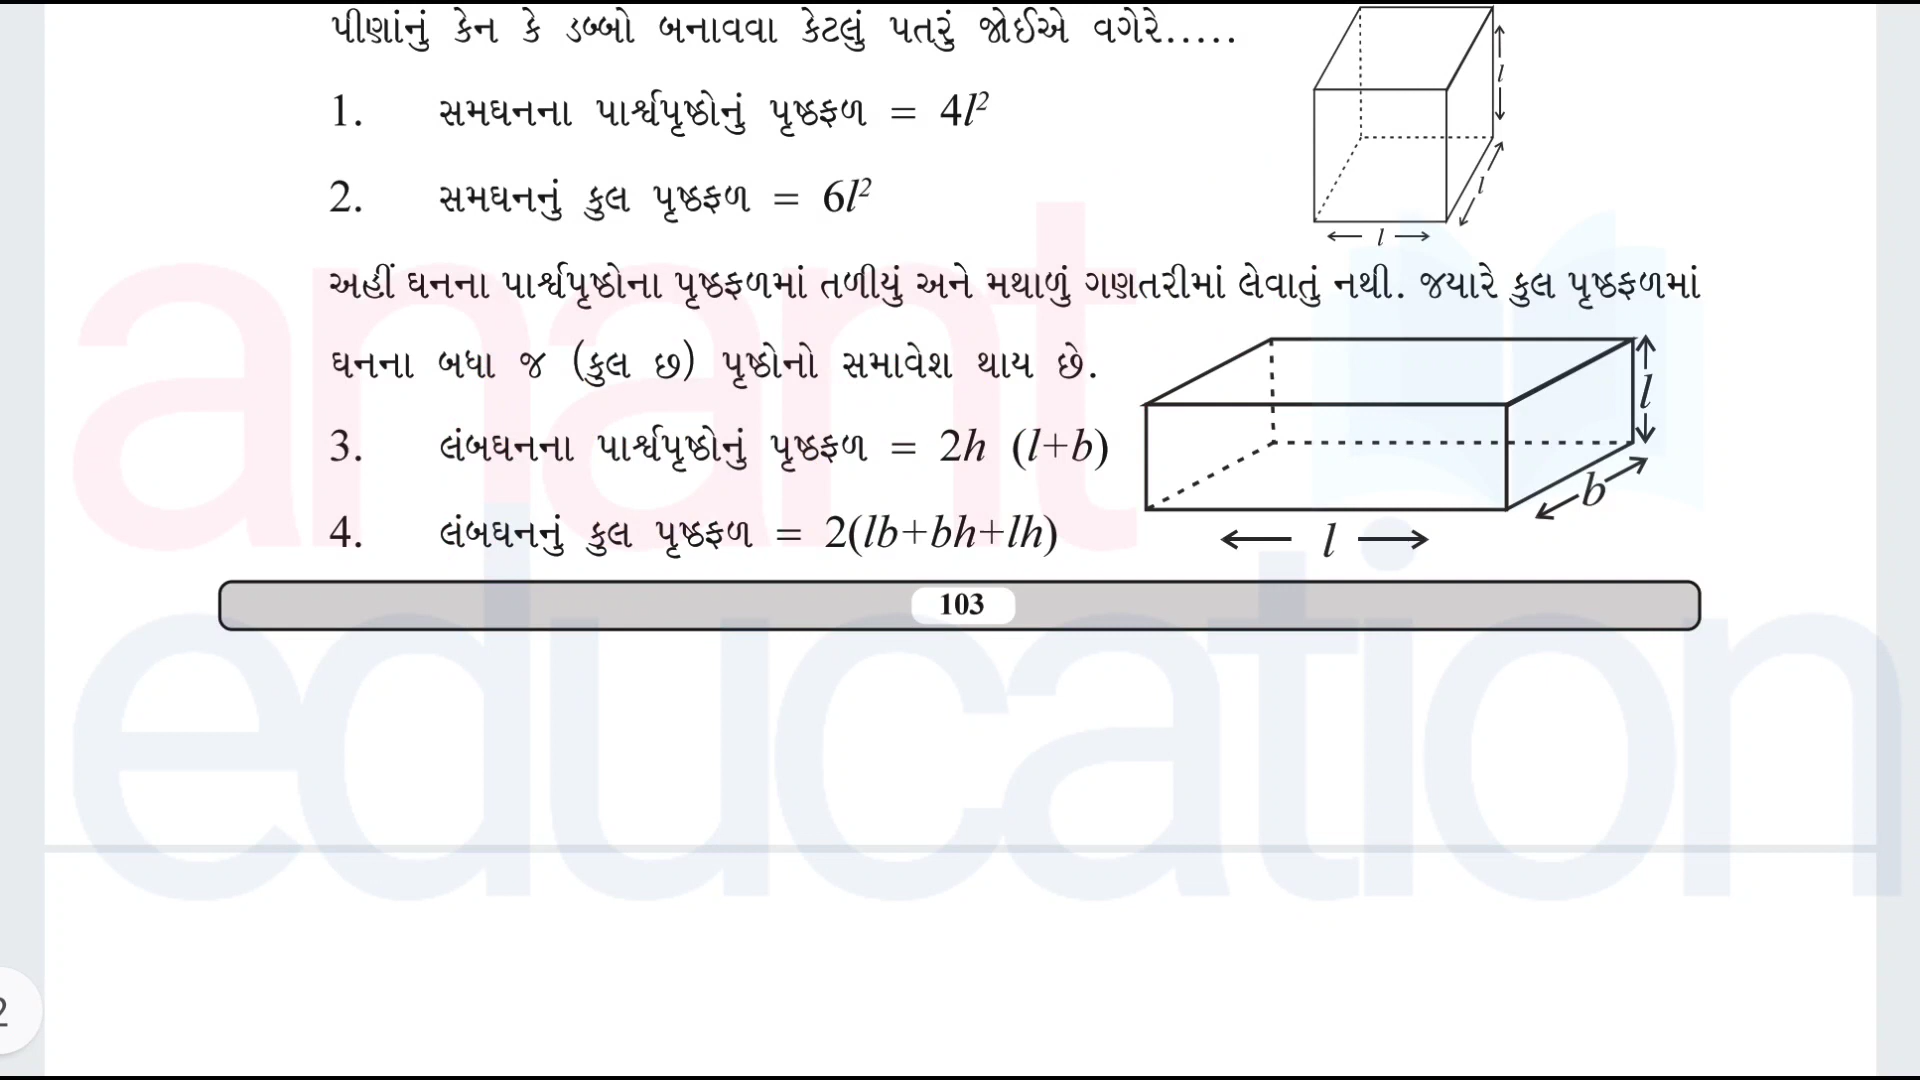 પીણાંનું કેન કે ડબ્બો બનાવવા કેટલું પતરું જોઈએ વગેરે.....
1. સમઘનના પાર્શ્વપૃષ્ઠોનું પૃષ્ઠફળ = 4l²
2. સમઘનનું કુલ પૃષ્ઠફળ = 6l²
l
l
l
અહીં ઘનના પાર્શ્વપૃષ્ઠોના પૃષ્ઠફળમાં તળીયું અને મથાળું ગણતરીમાં લેવાતું નથી. જયારે કુલ પૃષ્ઠફળમાં
ઘનના બધા જ (કુલ છ) પૃષ્ઠોનો સમાવેશ થાય છે.
3. લંબઘનના પાર્શ્વપૃષ્ઠોનું પૃષ્ઠફળ = 2h (l+b)
4. લંબઘનનું કુલ પૃષ્ઠફળ = 2(lb+bh+lh)
l
b
l
103
anant
education
2